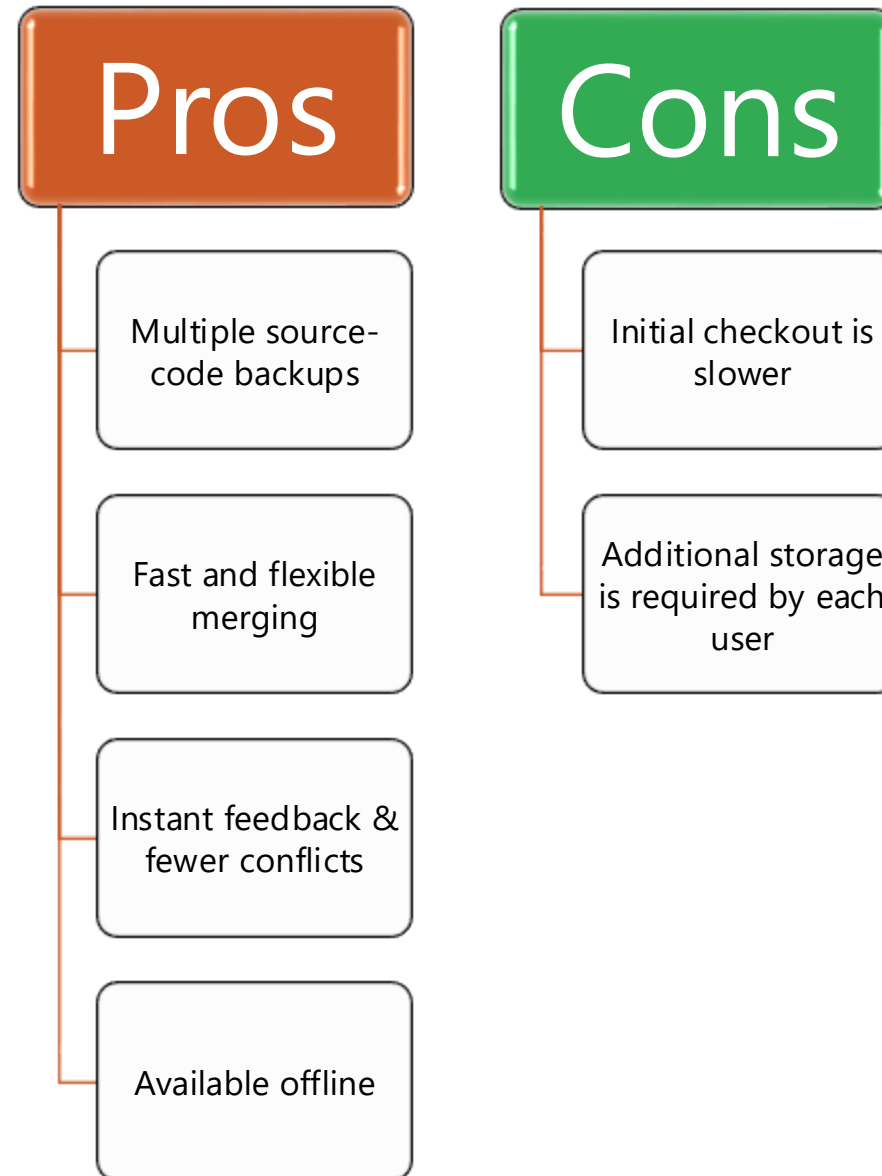 Pros
Multiple source-
code backups
Fast and flexible
merging
Instant feedback &
fewer conflicts
Available offline
Cons
Initial checkout is
slower
Additional storage
is required by each
user